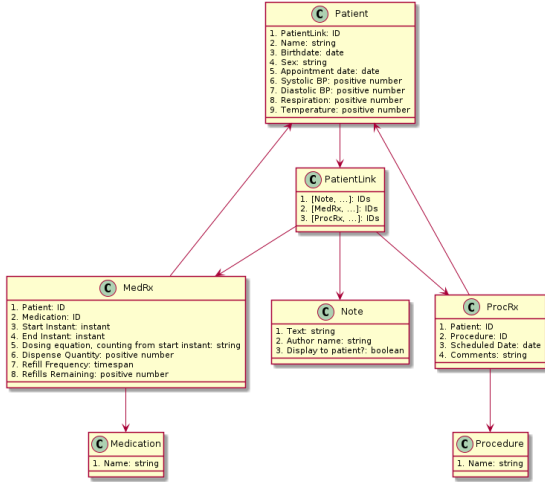 C Patient
1. PatientLink: ID
2. Name: string
3. Birthdate: date
4. Sex: string
5. Appointment date: date
6. Systolic BP: positive number
7. Diastolic BP: positive number
8. Respiration: positive number
9. Temperature: positive number
C PatientLink
1. [Note, ...]: IDs
2. [MedRx, ...]: IDs
3. [ProcRx, ...]: IDs
C MedRx
1. Patient: ID
2. Medication: ID
3. Start Instant: instant
4. End Instant: instant
5. Dosing equation, counting from start instant: string
6. Dispense Quantity: positive number
7. Refill Frequency: timespan
8. Refills Remaining: positive number
C Note
1. Text: string
2. Author name: string
3. Display to patient?: boolean
C ProcRx
1. Patient: ID
2. Procedure: ID
3. Scheduled Date: date
4. Comments: string
C Medication
1. Name: string
C Procedure
1. Name: string